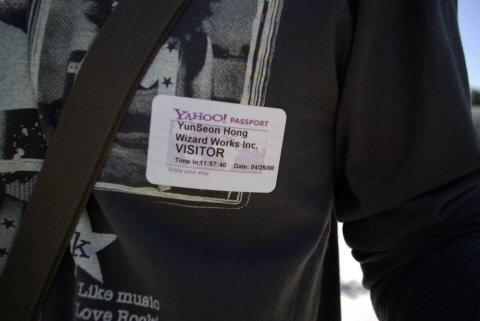 YAHOO! PASSPORT
YunSeon Hong
Wizard Works Inc.
VISITOR
Time In:11:57:40 Date: 04/25/08
Enjoy your stay.
k
Like music
Love Rock!